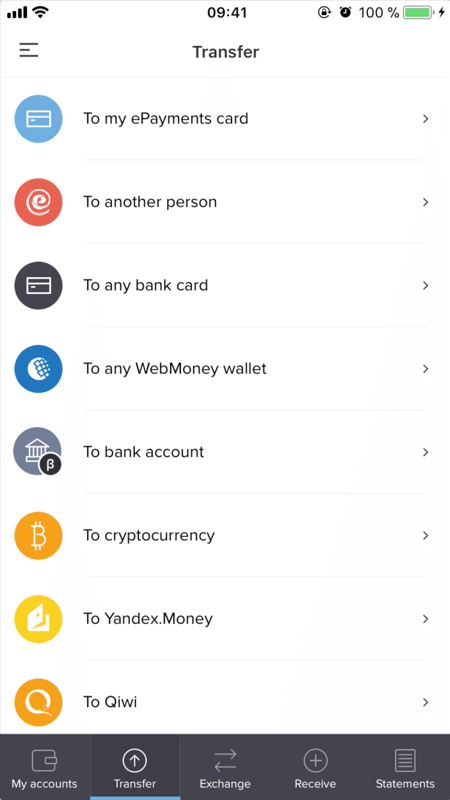 09:41
100 %
Transfer
To my ePayments card
To another person
To any bank card
To any WebMoney wallet
To bank account
β
To cryptocurrency
To Yandex.Money
To Qiwi
My accounts
Transfer
Exchange
Receive
Statements